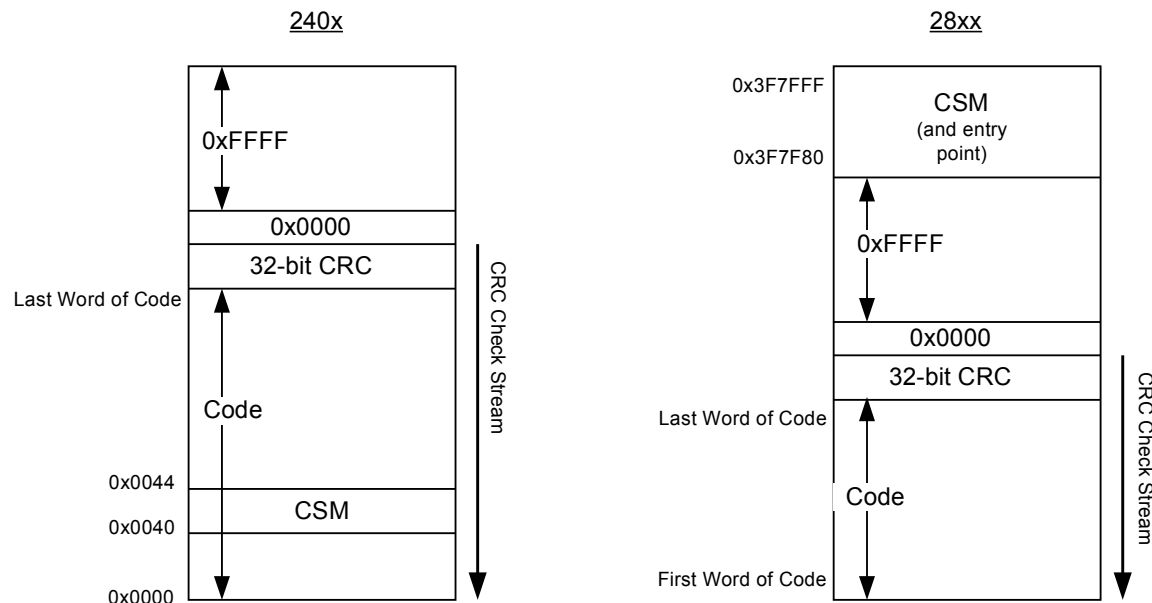 240x
0xFFFF
0x0000
32-bit CRC
Last Word of Code
Code
0x0044
CSM
0x0040
0x0000
CRC Check Stream
28xx
0x3F7FFF
CSM
(and entry
point)
0x3F7F80
0xFFFF
0x0000
32-bit CRC
Last Word of Code
Code
First Word of Code
CRC Check Stream